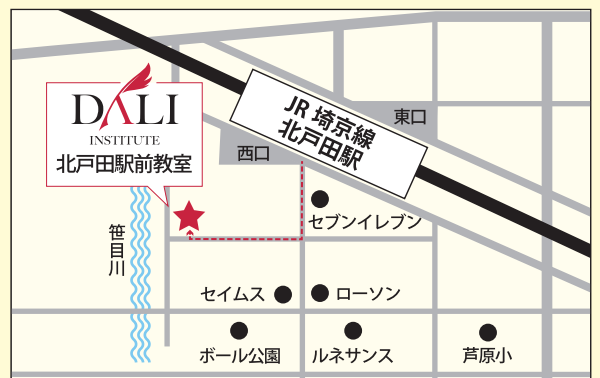 DALI
INSTITUTE
北戸田駅前教室
JR 埼京線
北戸田駅
東口
西口
セブンイレブン
笹目川
セイムス
ローソン
ボール公園
ルネサンス
芦原小